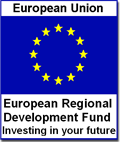 European Union
European Regional
Development Fund
Investing in your future